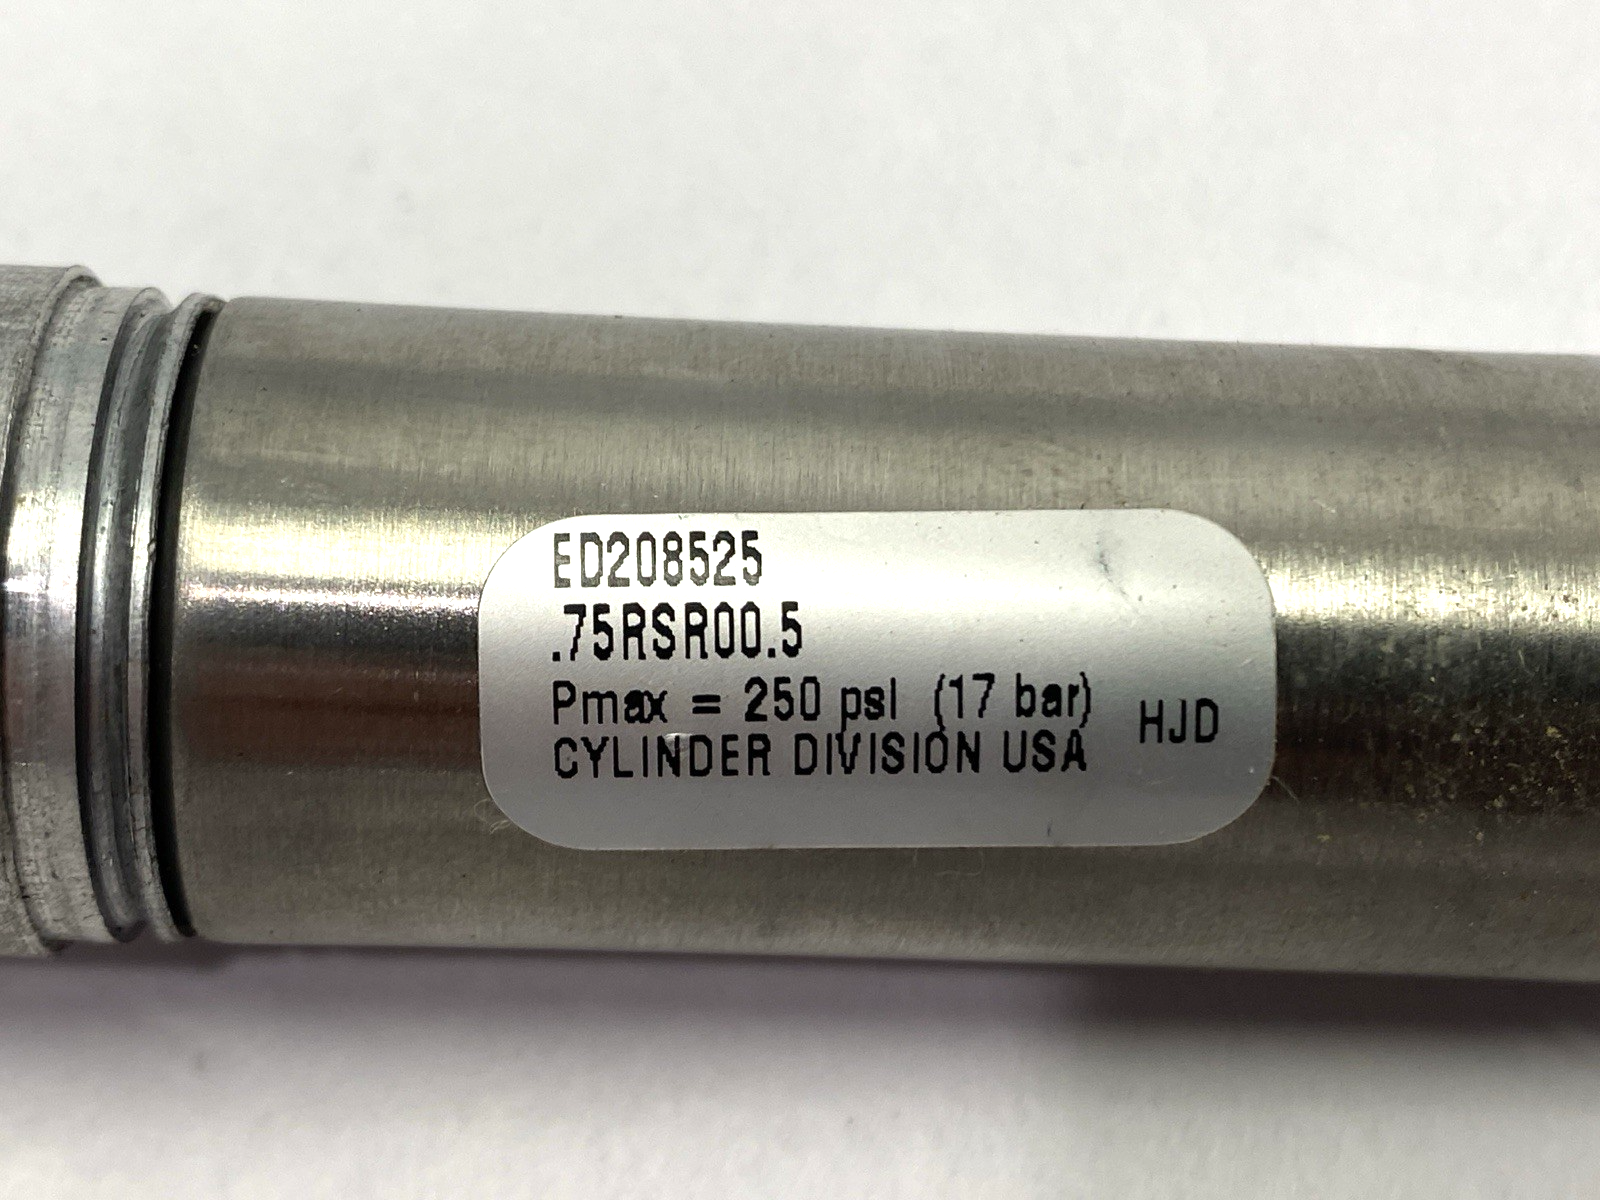 ED208525
.75RSR00.5
Pmax = 250 psi (17 bar)
HJD
CYLINDER DIVISION USA